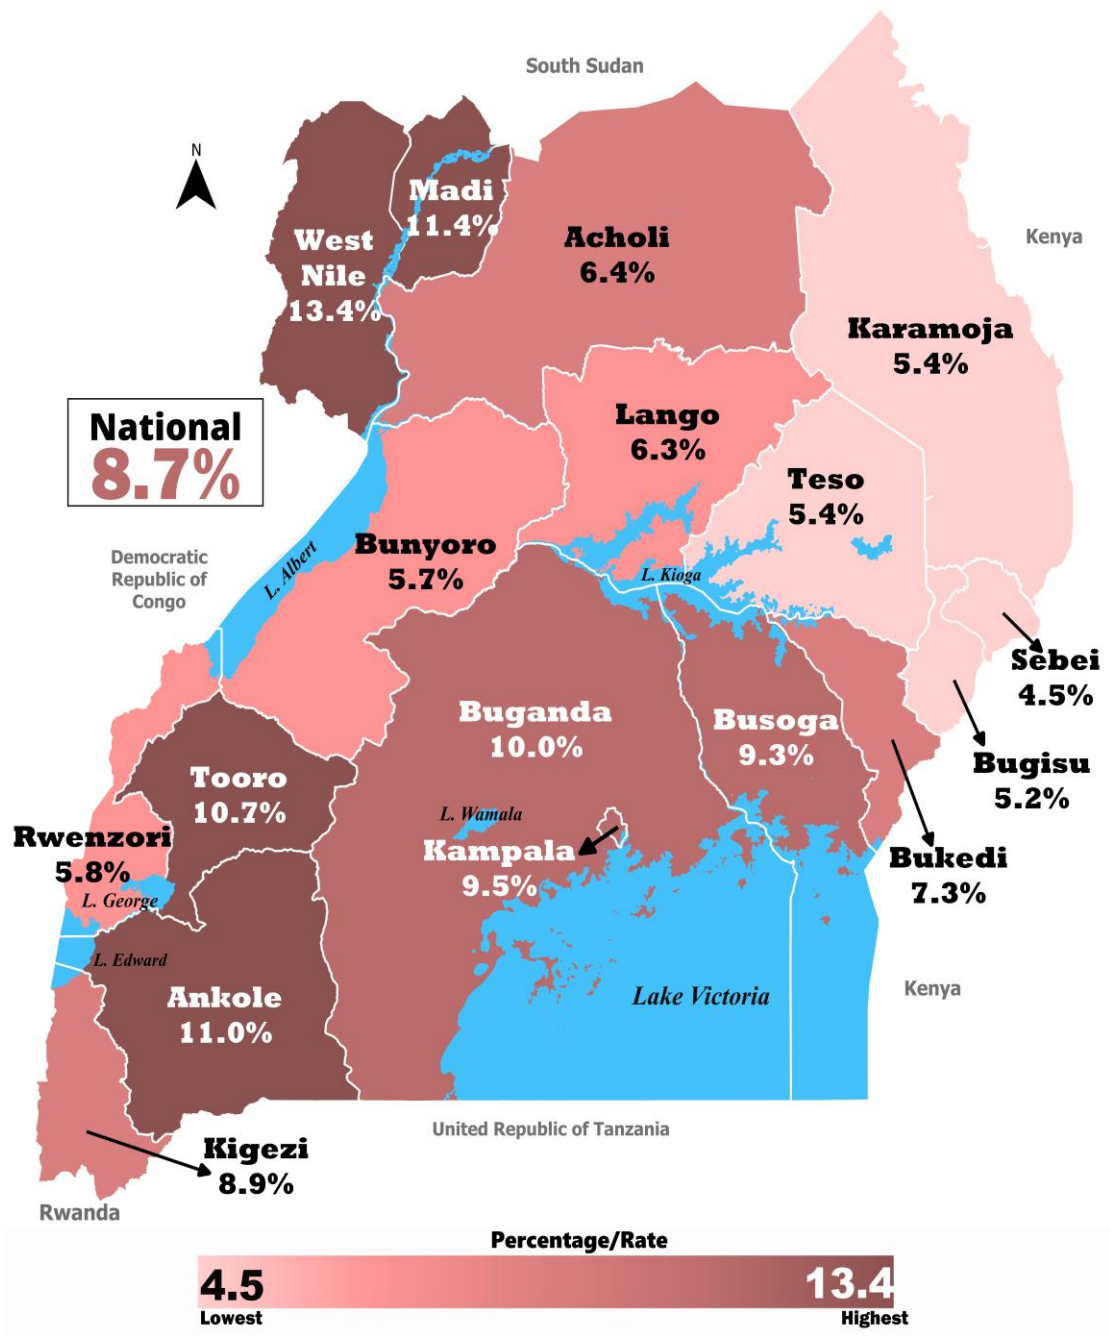 South Sudan
N
Madi
11.4%
West
Nile
13.4%
Acholi
6.4%
Kenya
Karamoja
5.4%
National
8.7%
Lango
6.3%
Teso
5.4%
Democratic
Republic of
Congo
L. Albert
Bunyoro
5.7%
L. Kioga
Sebei
4.5%
Buganda
10.0%
Busoga
9.3%
Bugisu
5.2%
Tooro
10.7%
L. Wamala
Rwenzori
5.8%
Kampala
9.5%
Bukedi
7.3%
L. George
L. Edward
Ankole
11.0%
Lake Victoria
Kenya
United Republic of Tanzania
Kigezi
8.9%
Rwanda
Percentage/Rate
4.5
13.4
Lowest
Highest